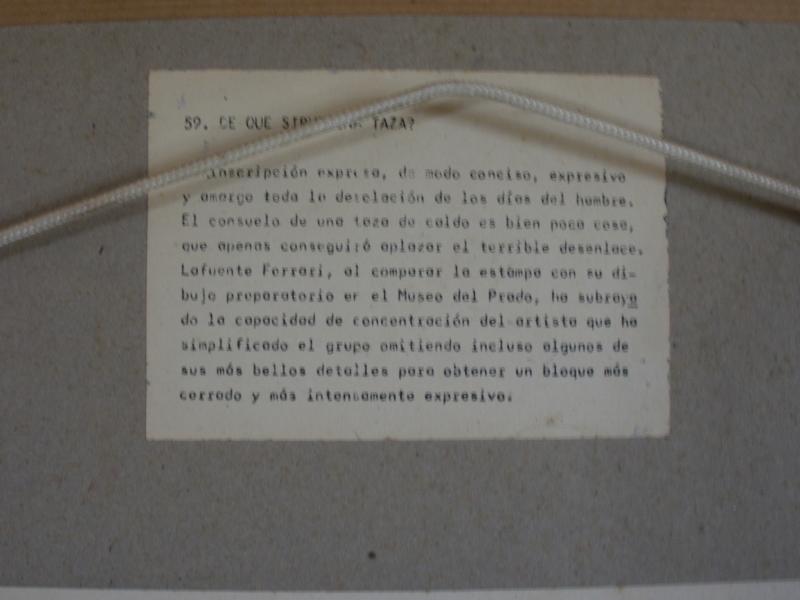 59. DE QUE SIRVE UNA TAZA?
inscripción expresa, de modo conciso, expresivo
y amargo toda la desolación de los días del hambre.
El consuelo de una taza de caldo es bien poca cosa,
que apenas conseguirá aplazar el terrible desenlace.
Lafuente Ferrari, al comparar la estampa con su di-
bujo preparatorio en el Museo del Prado, ha subraya
do la capacidad de concentración del artista que ha
simplificado el grupo omitiendo incluso algunos de
sus más bellos detalles para obtener un bloque más
cerrado y más intensamente expresivo.